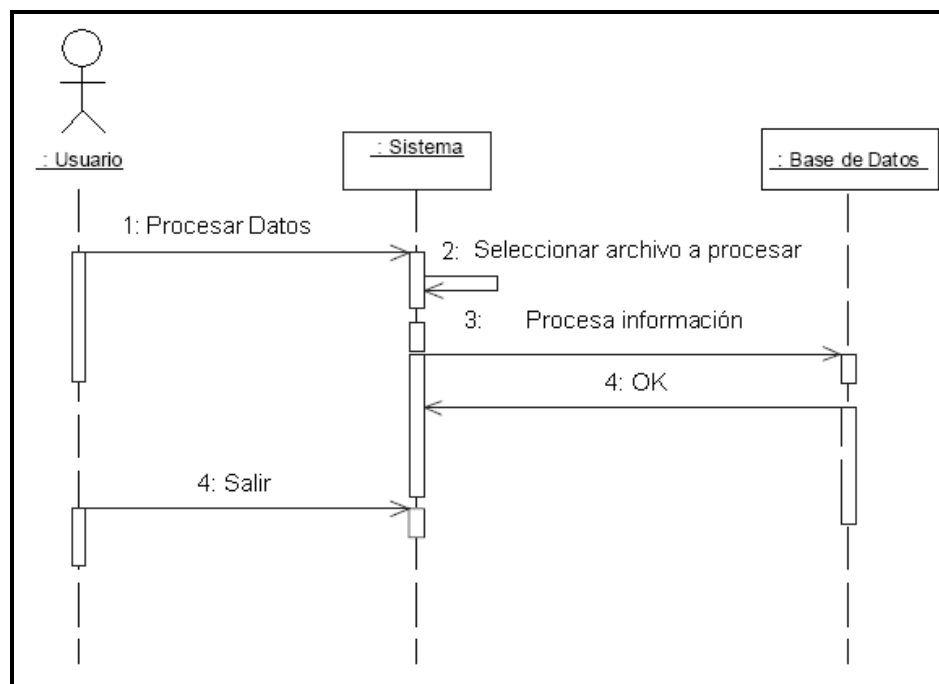 : Usuario
: Sistema
: Base de Datos
1: Procesar Datos
2: Seleccionar archivo a procesar
3: Procesa información
4: OK
4: Salir